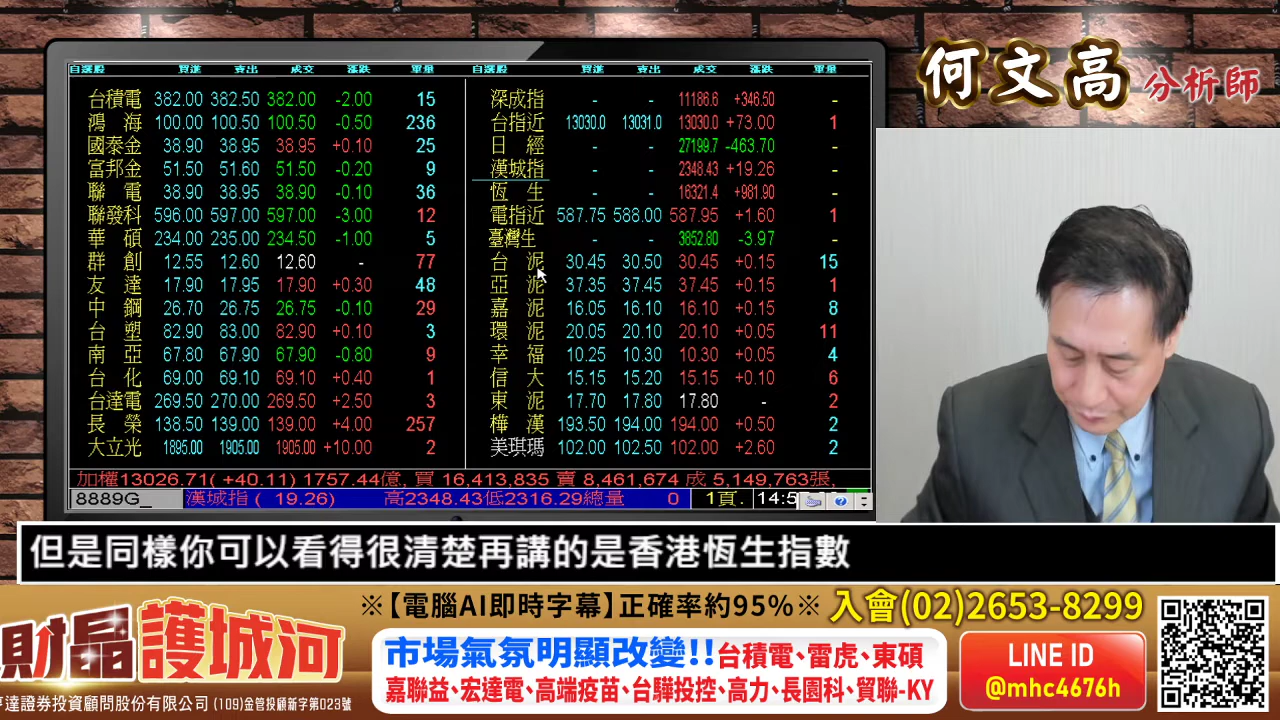 何文高 分析師
自選股 買進 賣出 成交 漲跌 單量 自選股 買進 賣出 成交 漲跌 單量
台積電 382.00 382.50 382.00 -2.00 15 深成指 - - 11186.6 +346.50 -
鴻海 100.00 100.50 100.50 -0.50 236 台指近 13030.0 13031.0 13030.0 +73.00 1
國泰金 38.90 38.95 38.95 +0.10 25 日經 - - 27199.7 -463.70 -
富邦金 51.50 51.60 51.50 -0.20 9 漢城指 - - 2348.43 +19.26 -
聯電 38.90 38.95 38.90 -0.10 36 恆生 - - 16321.4 +981.90 -
聯發科 596.00 597.00 597.00 -3.00 12 電指近 587.75 588.00 587.95 +1.60 1
華碩 234.00 235.00 234.50 -1.00 5 臺灣生 - - 3852.80 -3.97 -
群創 12.55 12.60 12.60 - 77 台泥 30.45 30.50 30.45 +0.15 15
友達 17.90 17.95 17.90 +0.30 48 亞泥 37.35 37.45 37.45 +0.15 1
中鋼 26.70 26.75 26.75 -0.10 29 嘉泥 16.05 16.10 16.10 +0.15 8
台塑 82.90 83.00 82.90 +0.10 3 環泥 20.05 20.10 20.10 +0.05 11
南亞 67.80 67.90 67.90 -0.80 9 幸福 10.25 10.30 10.30 +0.05 4
台化 69.00 69.10 69.10 +0.40 1 信大 15.15 15.20 15.15 +0.10 6
台達電 269.50 270.00 269.50 +2.50 3 東泥 17.70 17.80 17.80 - 2
長榮 138.50 139.00 139.00 +4.00 257 樺漢 193.50 194.00 194.00 +0.50 2
大立光 1895.00 1905.00 1905.00 +10.00 2 美琪瑪 102.00 102.50 102.00 +2.60 2
加權13026.71( +40.11) 1757.44億, 買 16,413,835 賣 8,461,674 成 5,149,763張,
8889G_ 漢城指 ( 19.26) 高2348.43低2316.29總量 0 1頁. 14:5
但是同樣你可以看得很清楚再講的是香港恆生指數
※【電腦AI即時字幕】正確率約95%※ 入會(02)2653-8299
財晶護城河
亨達證券投資顧問股份有限公司 (109)金管投顧新字第023號
市場氣氛明顯改變!!台積電、雷虎、東碩
嘉聯益、宏達電、高端疫苗、台驊投控、高力、長園科、貿聯-KY
LINE ID
@mhc4676h